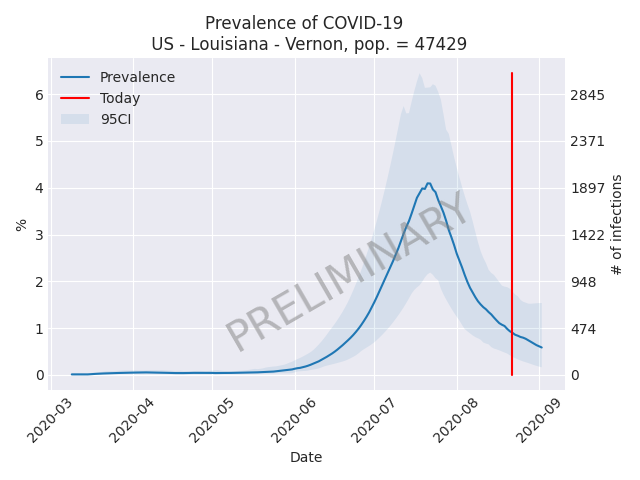 Prevalence of COVID-19
US - Louisiana - Vernon, pop. = 47429
Prevalence
Today
95CI
6
5
4
3
2
1
0
%
2845
2371
1897
1422
948
474
0
# of infections
PRELIMINARY
2020-03
2020-04
2020-05
2020-06
2020-07
2020-08
2020-09
Date